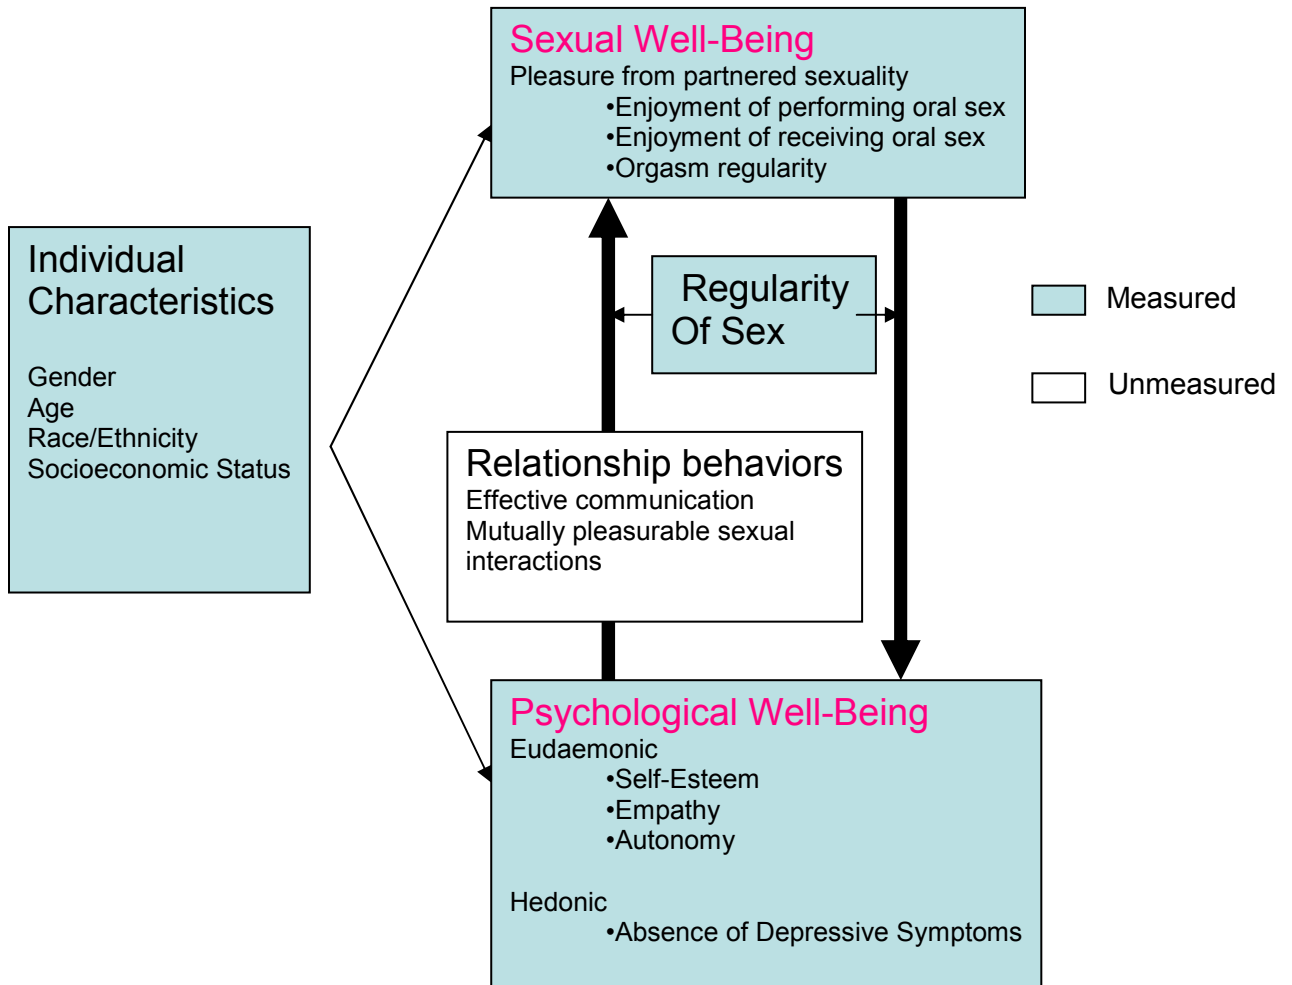 Sexual Well-Being
Pleasure from partnered sexuality
•Enjoyment of performing oral sex
•Enjoyment of receiving oral sex
•Orgasm regularity
Individual
Characteristics
Gender
Age
Race/Ethnicity
Socioeconomic Status
Regularity
Of Sex
Measured
Unmeasured
Relationship behaviors
Effective communication
Mutually pleasurable sexual
interactions
Psychological Well-Being
Eudaemonic
•Self-Esteem
•Empathy
•Autonomy
Hedonic
•Absence of Depressive Symptoms